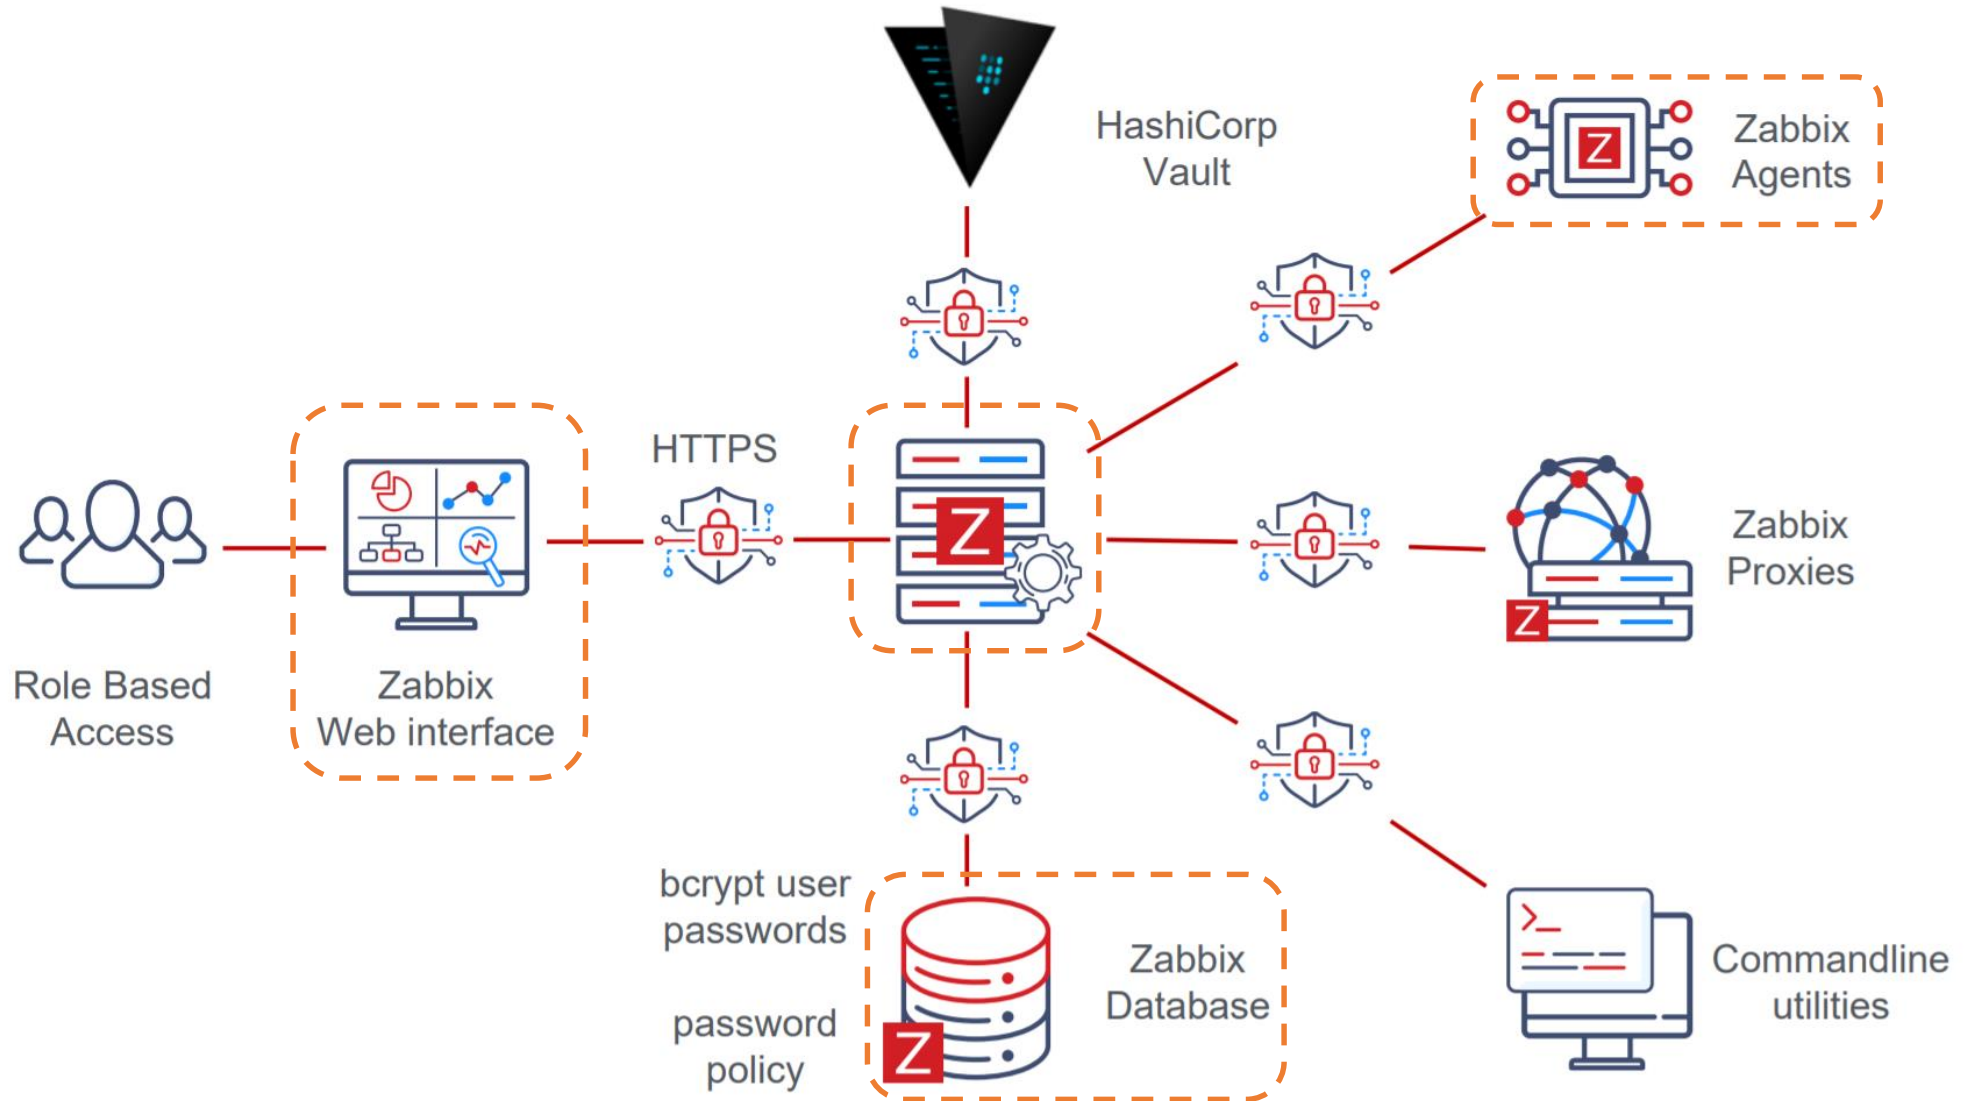 HashiCorp
Vault
Z
Zabbix
Agents
HTTPS
Z
Zabbix
Proxies
Z
Role Based
Access
Zabbix
Web interface
bcrypt user
passwords
password
policy
Z
Zabbix
Database
Commandline
utilities